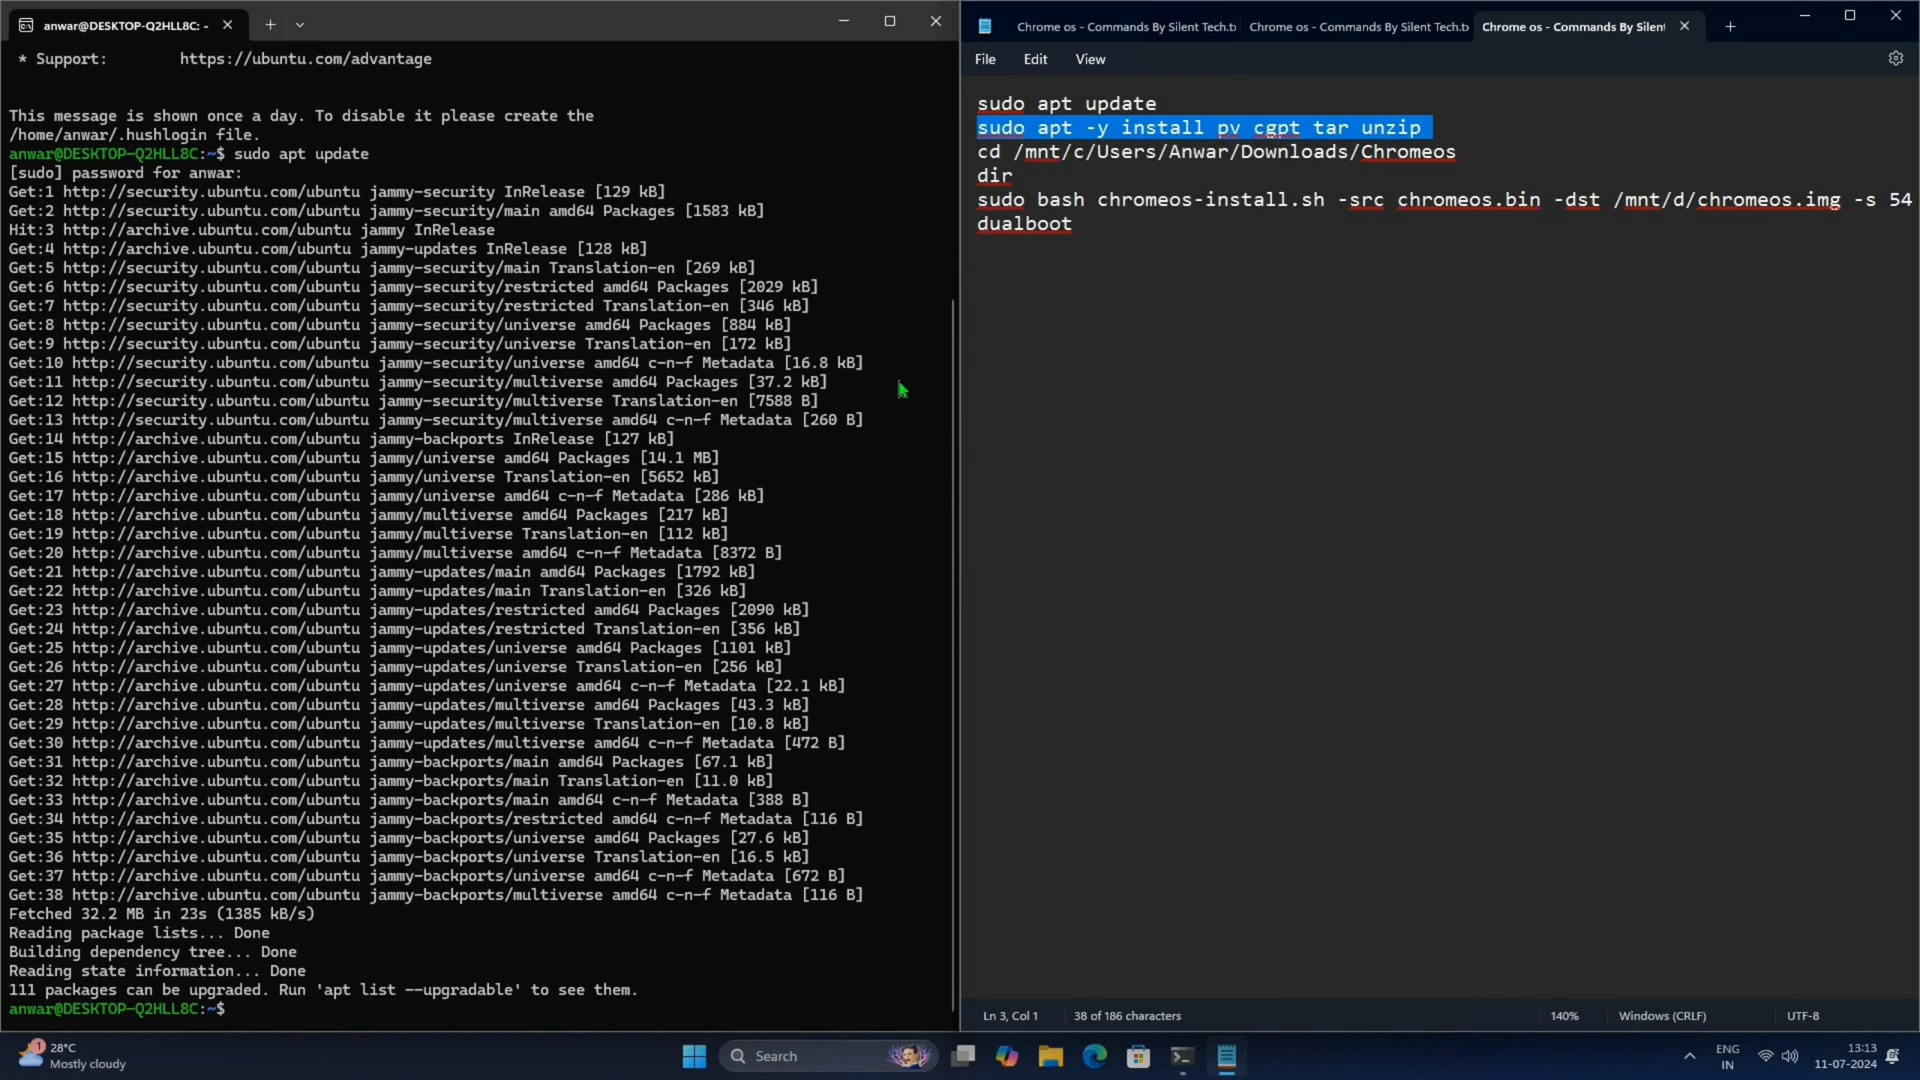 anwar@DESKTOP-Q2HLL8C: ~
* Support:        https://ubuntu.com/advantage
This message is shown once a day. To disable it please create the
/home/anwar/.hushlogin file.
anwar@DESKTOP-Q2HLL8C:~$ sudo apt update
[sudo] password for anwar:
Get:1 http://security.ubuntu.com/ubuntu jammy-security InRelease [129 kB]
Get:2 http://security.ubuntu.com/ubuntu jammy-security/main amd64 Packages [1583 kB]
Hit:3 http://archive.ubuntu.com/ubuntu jammy InRelease
Get:4 http://archive.ubuntu.com/ubuntu jammy-updates InRelease [128 kB]
Get:5 http://security.ubuntu.com/ubuntu jammy-security/main Translation-en [269 kB]
Get:6 http://security.ubuntu.com/ubuntu jammy-security/restricted amd64 Packages [2029 kB]
Get:7 http://security.ubuntu.com/ubuntu jammy-security/restricted Translation-en [346 kB]
Get:8 http://security.ubuntu.com/ubuntu jammy-security/universe amd64 Packages [884 kB]
Get:9 http://security.ubuntu.com/ubuntu jammy-security/universe Translation-en [172 kB]
Get:10 http://security.ubuntu.com/ubuntu jammy-security/universe amd64 c-n-f Metadata [16.8 kB]
Get:11 http://security.ubuntu.com/ubuntu jammy-security/multiverse amd64 Packages [37.2 kB]
Get:12 http://security.ubuntu.com/ubuntu jammy-security/multiverse Translation-en [7588 B]
Get:13 http://security.ubuntu.com/ubuntu jammy-security/multiverse amd64 c-n-f Metadata [260 B]
Get:14 http://archive.ubuntu.com/ubuntu jammy-backports InRelease [127 kB]
Get:15 http://archive.ubuntu.com/ubuntu jammy/universe amd64 Packages [14.1 MB]
Get:16 http://archive.ubuntu.com/ubuntu jammy/universe Translation-en [5652 kB]
Get:17 http://archive.ubuntu.com/ubuntu jammy/universe amd64 c-n-f Metadata [286 kB]
Get:18 http://archive.ubuntu.com/ubuntu jammy/multiverse amd64 Packages [217 kB]
Get:19 http://archive.ubuntu.com/ubuntu jammy/multiverse Translation-en [112 kB]
Get:20 http://archive.ubuntu.com/ubuntu jammy/multiverse amd64 c-n-f Metadata [8372 B]
Get:21 http://archive.ubuntu.com/ubuntu jammy-updates/main amd64 Packages [1792 kB]
Get:22 http://archive.ubuntu.com/ubuntu jammy-updates/main Translation-en [326 kB]
Get:23 http://archive.ubuntu.com/ubuntu jammy-updates/restricted amd64 Packages [2090 kB]
Get:24 http://archive.ubuntu.com/ubuntu jammy-updates/restricted Translation-en [356 kB]
Get:25 http://archive.ubuntu.com/ubuntu jammy-updates/universe amd64 Packages [1101 kB]
Get:26 http://archive.ubuntu.com/ubuntu jammy-updates/universe Translation-en [256 kB]
Get:27 http://archive.ubuntu.com/ubuntu jammy-updates/universe amd64 c-n-f Metadata [22.1 kB]
Get:28 http://archive.ubuntu.com/ubuntu jammy-updates/multiverse amd64 Packages [43.3 kB]
Get:29 http://archive.ubuntu.com/ubuntu jammy-updates/multiverse Translation-en [10.8 kB]
Get:30 http://archive.ubuntu.com/ubuntu jammy-updates/multiverse amd64 c-n-f Metadata [472 B]
Get:31 http://archive.ubuntu.com/ubuntu jammy-backports/main amd64 Packages [67.1 kB]
Get:32 http://archive.ubuntu.com/ubuntu jammy-backports/main Translation-en [11.0 kB]
Get:33 http://archive.ubuntu.com/ubuntu jammy-backports/main amd64 c-n-f Metadata [388 B]
Get:34 http://archive.ubuntu.com/ubuntu jammy-backports/restricted amd64 c-n-f Metadata [116 B]
Get:35 http://archive.ubuntu.com/ubuntu jammy-backports/universe amd64 Packages [27.6 kB]
Get:36 http://archive.ubuntu.com/ubuntu jammy-backports/universe Translation-en [16.5 kB]
Get:37 http://archive.ubuntu.com/ubuntu jammy-backports/universe amd64 c-n-f Metadata [672 B]
Get:38 http://archive.ubuntu.com/ubuntu jammy-backports/multiverse amd64 c-n-f Metadata [116 B]
Fetched 32.2 MB in 23s (1385 kB/s)
Reading package lists... Done
Building dependency tree... Done
Reading state information... Done
111 packages can be upgraded. Run 'apt list --upgradable' to see them.
anwar@DESKTOP-Q2HLL8C:~$
Chrome os - Commands By Silent Tech.t
Chrome os - Commands By Silent Tech.t
Chrome os - Commands By Silent
File Edit View
sudo apt update
sudo apt -y install pv cgpt tar unzip
cd /mnt/c/Users/Anwar/Downloads/Chromeos
dir
sudo bash chromeos-install.sh -src chromeos.bin -dst /mnt/d/chromeos.img -s 54
dualboot
Ln 3, Col 1 38 of 186 characters 140% Windows (CRLF) UTF-8
1
28°C
Mostly cloudy
Search
ENG
IN
13:13
11-07-2024